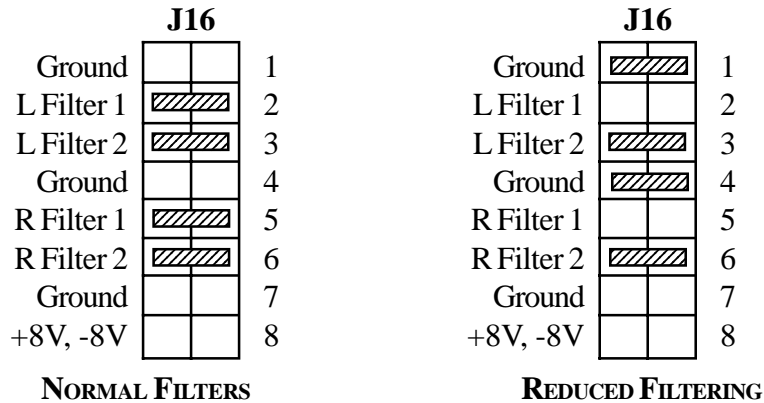 J16
Ground 1
L Filter 1 2
L Filter 2 3
Ground 4
R Filter 1 5
R Filter 2 6
Ground 7
+8V, -8V 8
NORMAL FILTERS
J16
Ground 1
L Filter 1 2
L Filter 2 3
Ground 4
R Filter 1 5
R Filter 2 6
Ground 7
+8V, -8V 8
REDUCED FILTERING